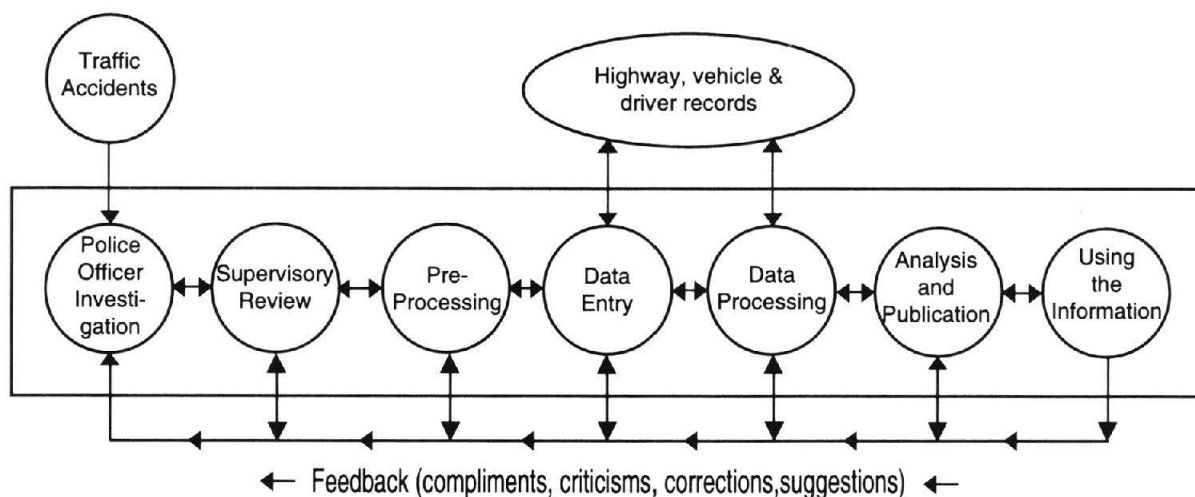 Traffic
Accidents
Highway, vehicle &
driver records
Police
Officer
Investi-
gation
Supervisory
Review
Pre-
Processing
Data
Entry
Data
Processing
Analysis
and
Publication
Using
the
Information
Feedback (compliments, criticisms, corrections,suggestions)